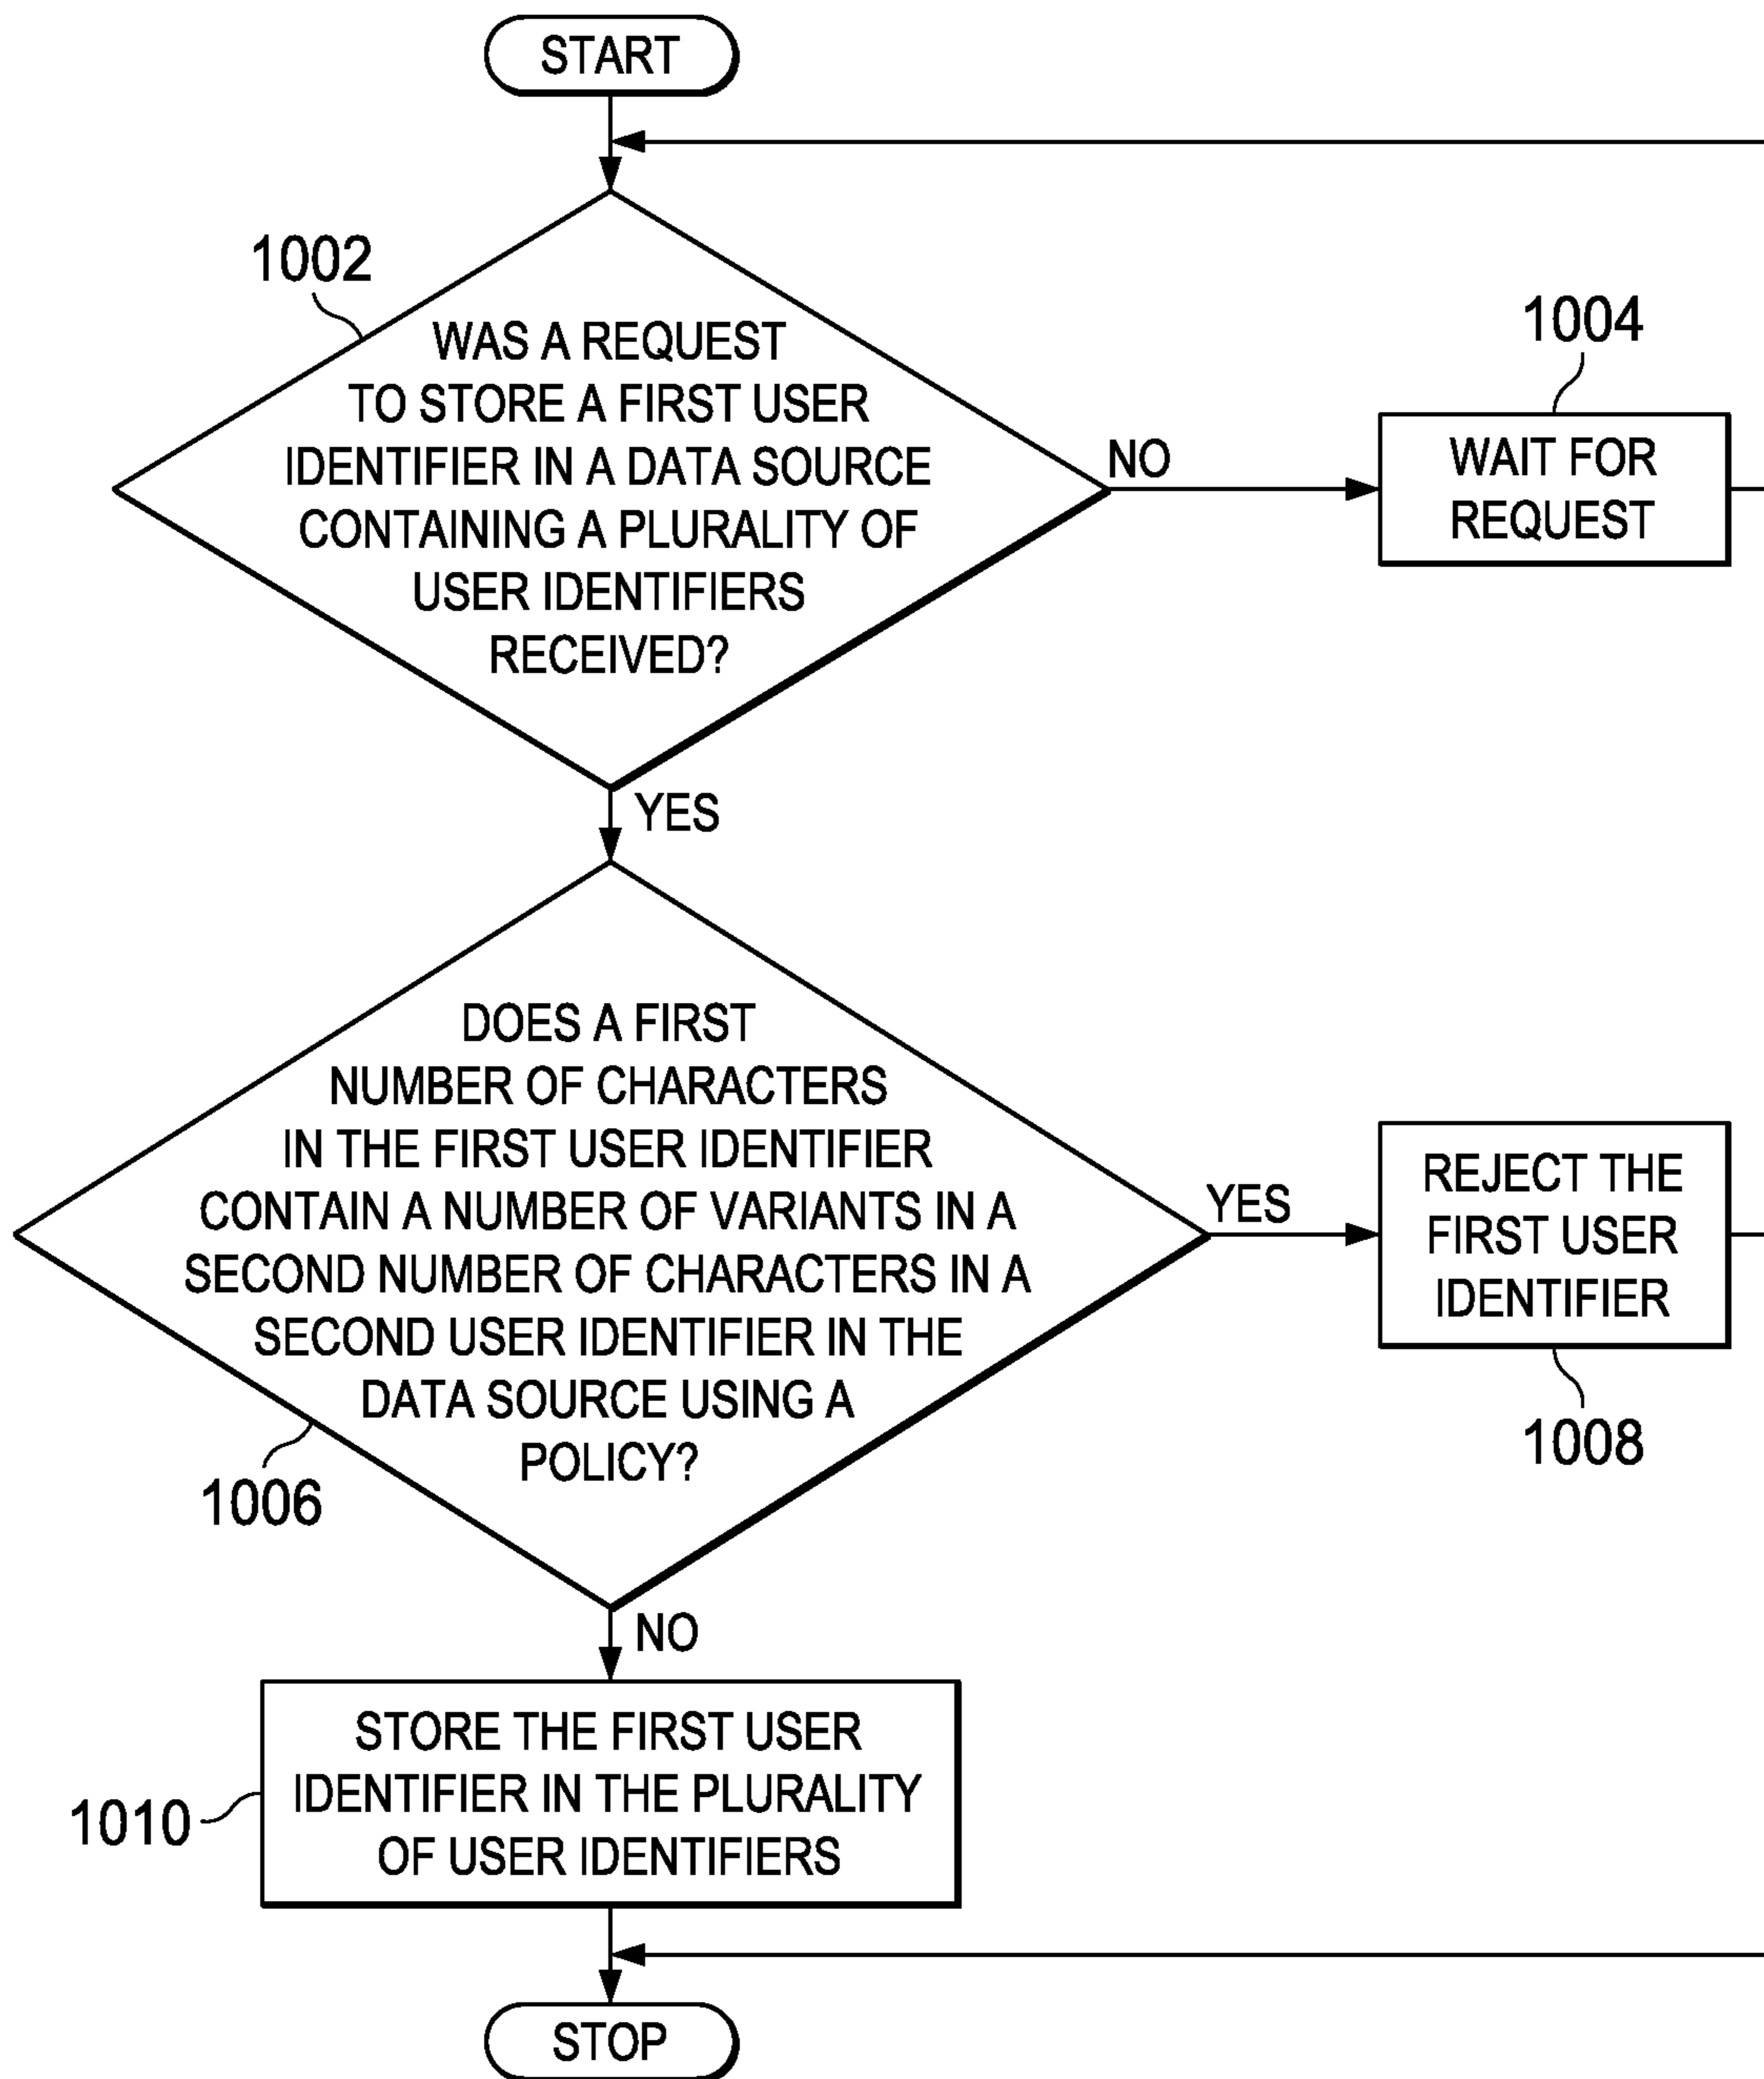 START
1002
WAS A REQUEST
TO STORE A FIRST USER
IDENTIFIER IN A DATA SOURCE
CONTAINING A PLURALITY OF
USER IDENTIFIERS
RECEIVED?
NO
1004
WAIT FOR
REQUEST
YES
DOES A FIRST
NUMBER OF CHARACTERS
IN THE FIRST USER IDENTIFIER
CONTAIN A NUMBER OF VARIANTS IN A
SECOND NUMBER OF CHARACTERS IN A
SECOND USER IDENTIFIER IN THE
DATA SOURCE USING A
POLICY?
1006
YES
REJECT THE
FIRST USER
IDENTIFIER
1008
NO
STORE THE FIRST USER
IDENTIFIER IN THE PLURALITY
OF USER IDENTIFIERS
1010
STOP